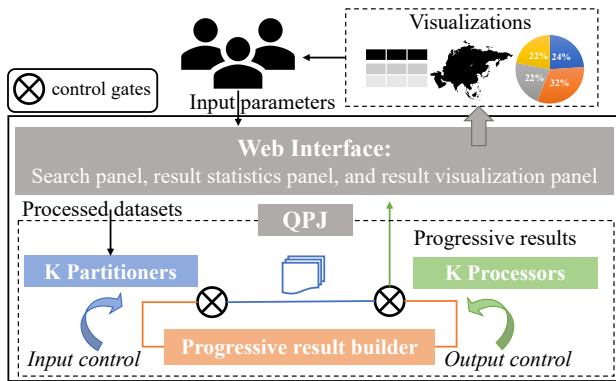 Visualizations
22%
24%
22%
32%
control gates
Input parameters
Web Interface:
Search panel, result statistics panel, and result visualization panel
Processed datasets
QPJ
Progressive results
K Partitioners
K Processors
Input control
Progressive result builder
Output control